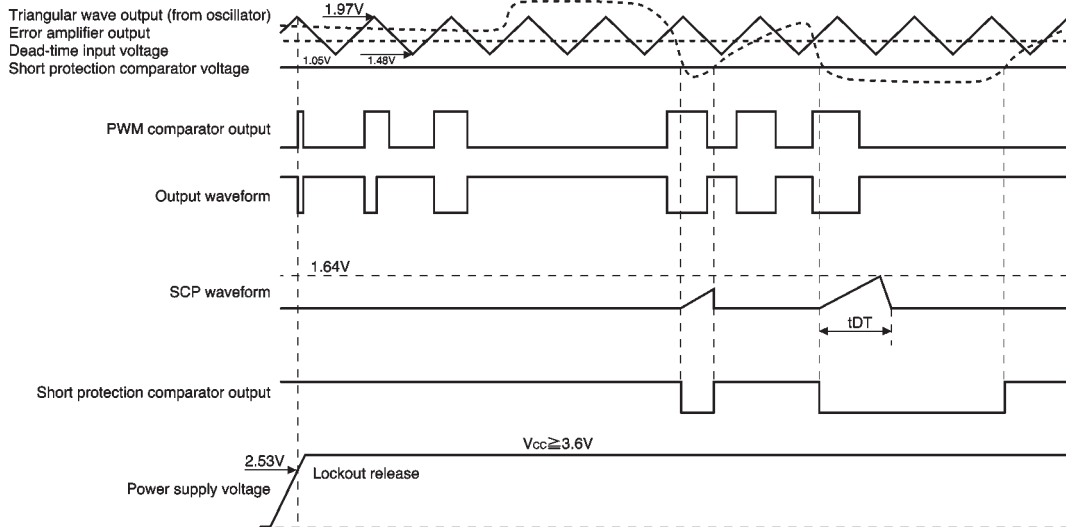 Triangular wave output (from oscillator)
1.97V
Error amplifier output
Dead-time input voltage
1.05V
1.48V
Short protection comparator voltage
PWM comparator output
Output waveform
1.64V
SCP waveform
tDT
Short protection comparator output
Vcc≧3.6V
2.53V
Lockout release
Power supply voltage